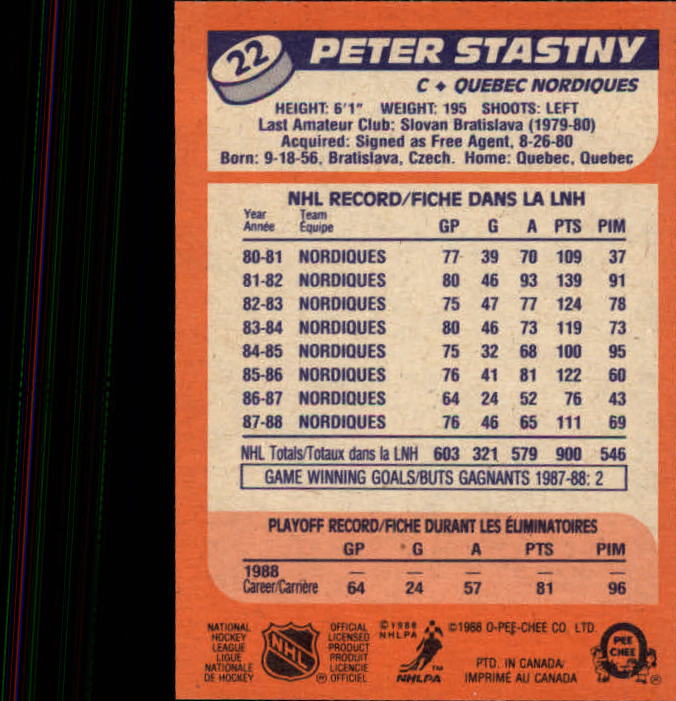 22
PETER STASTNY
C ♦ QUEBEC NORDIQUES
HEIGHT: 6'1" WEIGHT: 195 SHOOTS: LEFT
Last Amateur Club: Slovan Bratislava (1979-80)
Acquired: Signed as Free Agent, 8-26-80
Born: 9-18-56, Bratislava, Czech. Home: Quebec, Quebec
NHL RECORD/FICHE DANS LA LNH
Year Team
Année Équipe GP G A PTS PIM
80-81 NORDIQUES 77 39 70 109 37
81-82 NORDIQUES 80 46 93 139 91
82-83 NORDIQUES 75 47 77 124 78
83-84 NORDIQUES 80 46 73 119 73
84-85 NORDIQUES 75 32 68 100 95
85-86 NORDIQUES 76 41 81 122 60
86-87 NORDIQUES 64 24 52 76 43
87-88 NORDIQUES 76 46 65 111 69
NHL Totals/Totaux dans la LNH 603 321 579 900 546
GAME WINNING GOALS/BUTS GAGNANTS 1987-88: 2
PLAYOFF RECORD/FICHE DURANT LES ÉLIMINATOIRES
GP G A PTS PIM
1988 — — — — —
Career/Carrière 64 24 57 81 96
NATIONAL
HOCKEY
LEAGUE
LIGUE
NATIONALE
DE HOCKEY
NHL
OFFICIAL
LICENSED
PRODUCT
PRODUIT
LICENCIE
® OFFICIEL
©1988
NHLPA
TM
NHLPA
©1988 O-PEE-CHEE CO. LTD.
PTD. IN CANADA/
IMPRIMÉ AU CANADA
PEE
CHEE
®